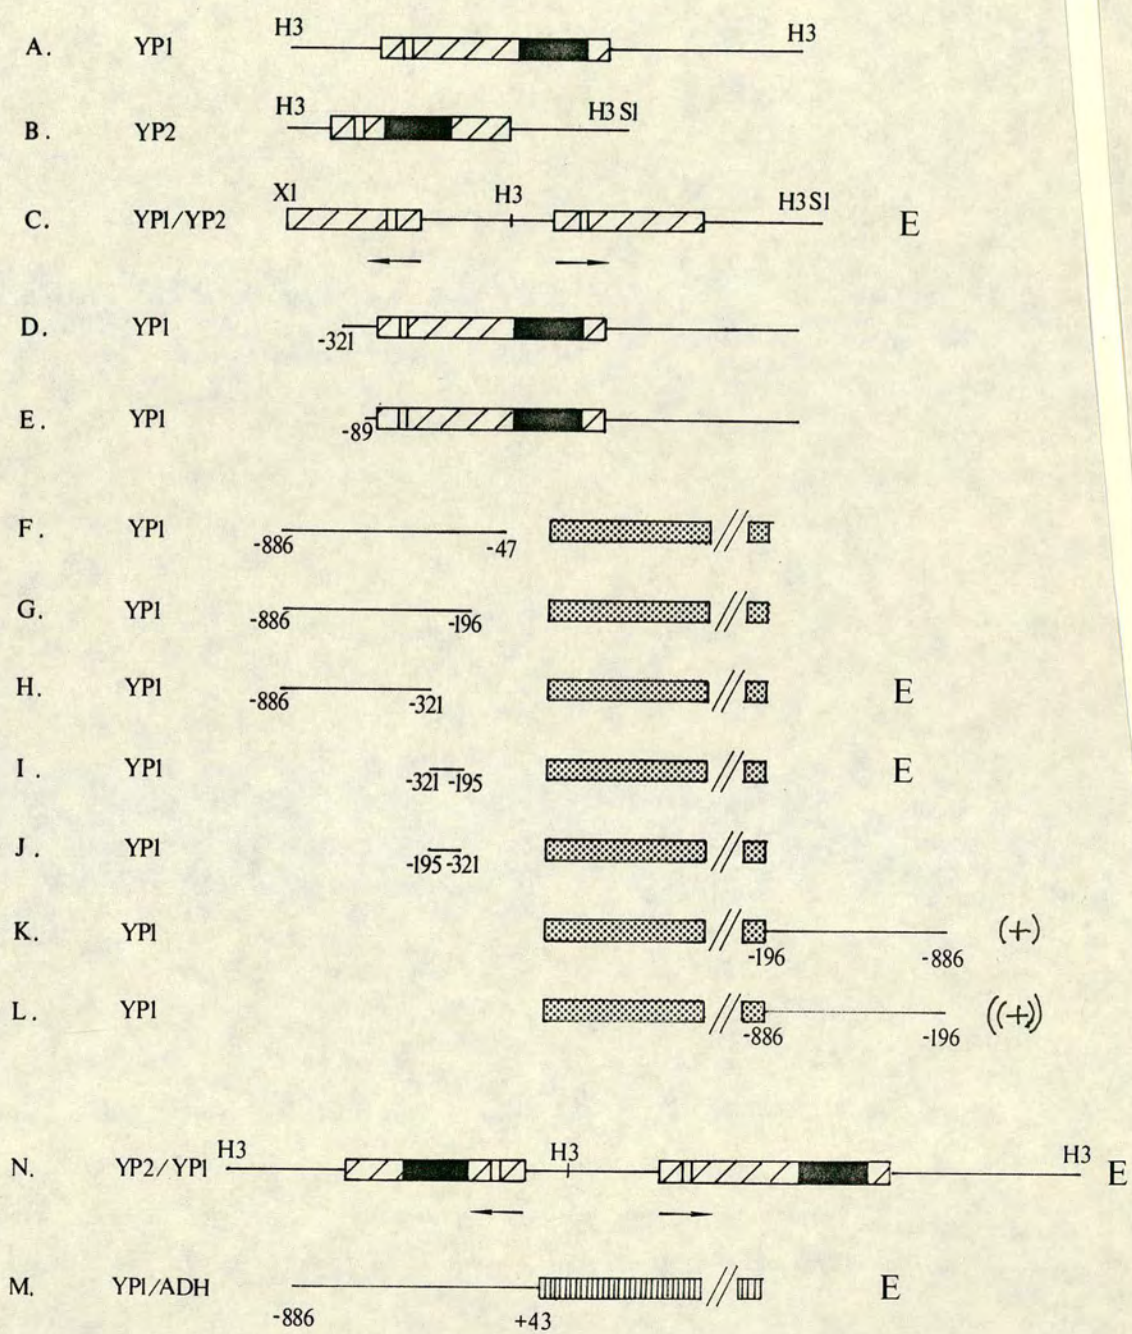 H3 H3
A. YP1
H3 H3 S1
B. YP2
X1 H3 H3 S1
C. YP1/YP2 E
D. YP1
-321
E. YP1
-89
F. YP1
-886 -47
G. YP1
-886 -196
H. YP1 E
-886 -321
I. YP1 E
-321 -195
J. YP1
-195 -321
K. YP1 (+)
-196 -886
L. YP1 ((+))
-886 -196
H3 H3 H3
N. YP2/YP1 E
M. YP1/ADH E
-886 +43